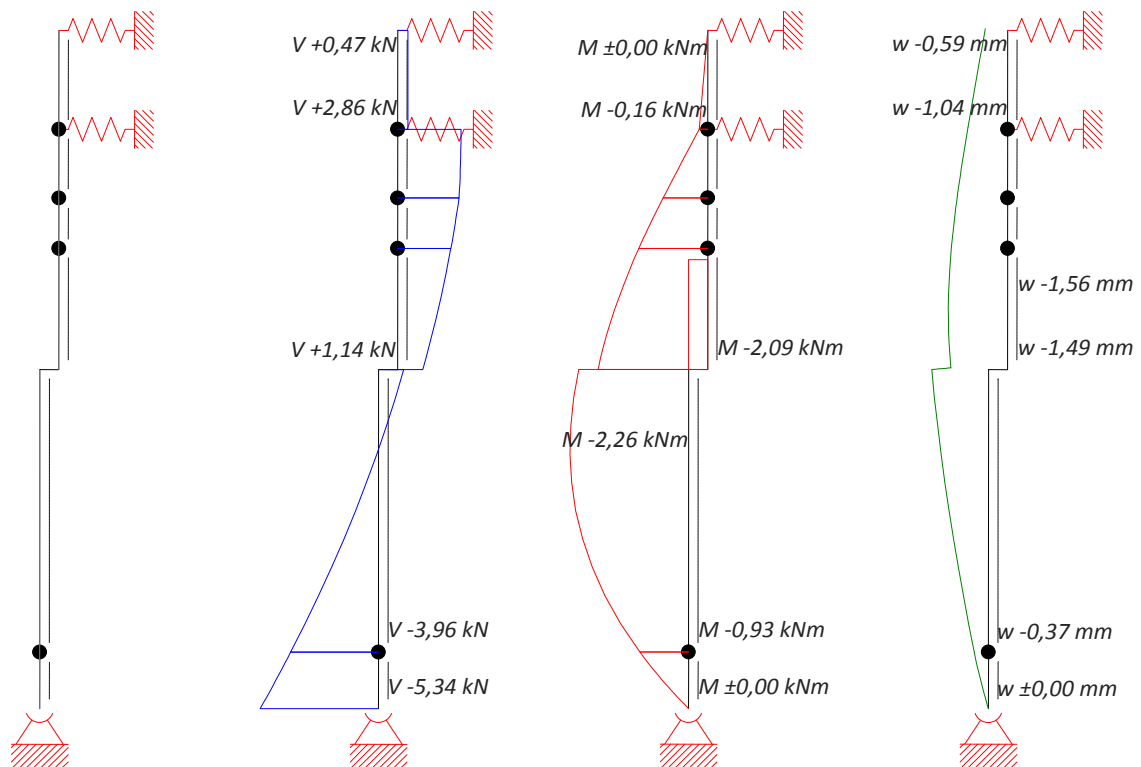 V +0,47 kN
V +2,86 kN
V +1,14 kN
V -3,96 kN
V -5,34 kN
M ±0,00 kNm
M -0,16 kNm
M -2,09 kNm
M -2,26 kNm
M -0,93 kNm
M ±0,00 kNm
w -0,59 mm
w -1,04 mm
w -1,56 mm
w -1,49 mm
w -0,37 mm
w ±0,00 mm